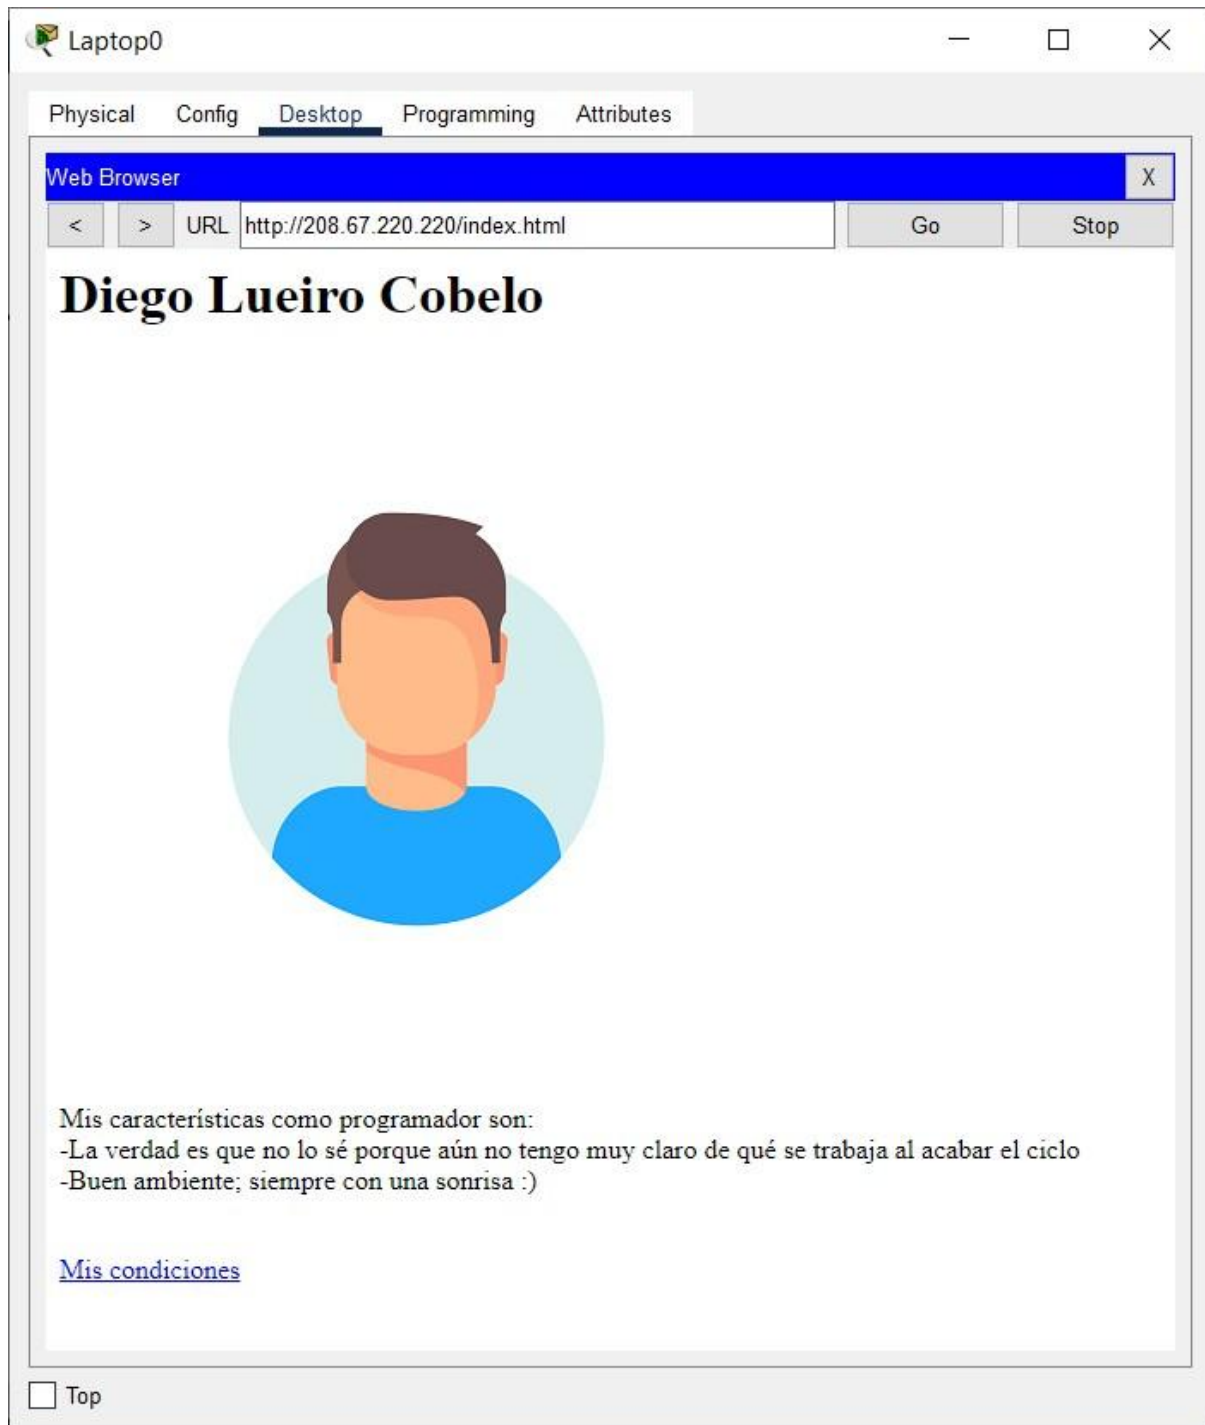 Laptop0
Physical Config Desktop Programming Attributes
Web Browser X
< > URL http://208.67.220.220/index.html Go Stop
Diego Lueiro Cobelo
Mis característicias como programador son:
-La verdad es que no lo sé porque aún no tengo muy claro de qué se trabaja al acabar el ciclo
-Buen ambiente; siempre con una sonrisa :)
Mis condiciones
Top